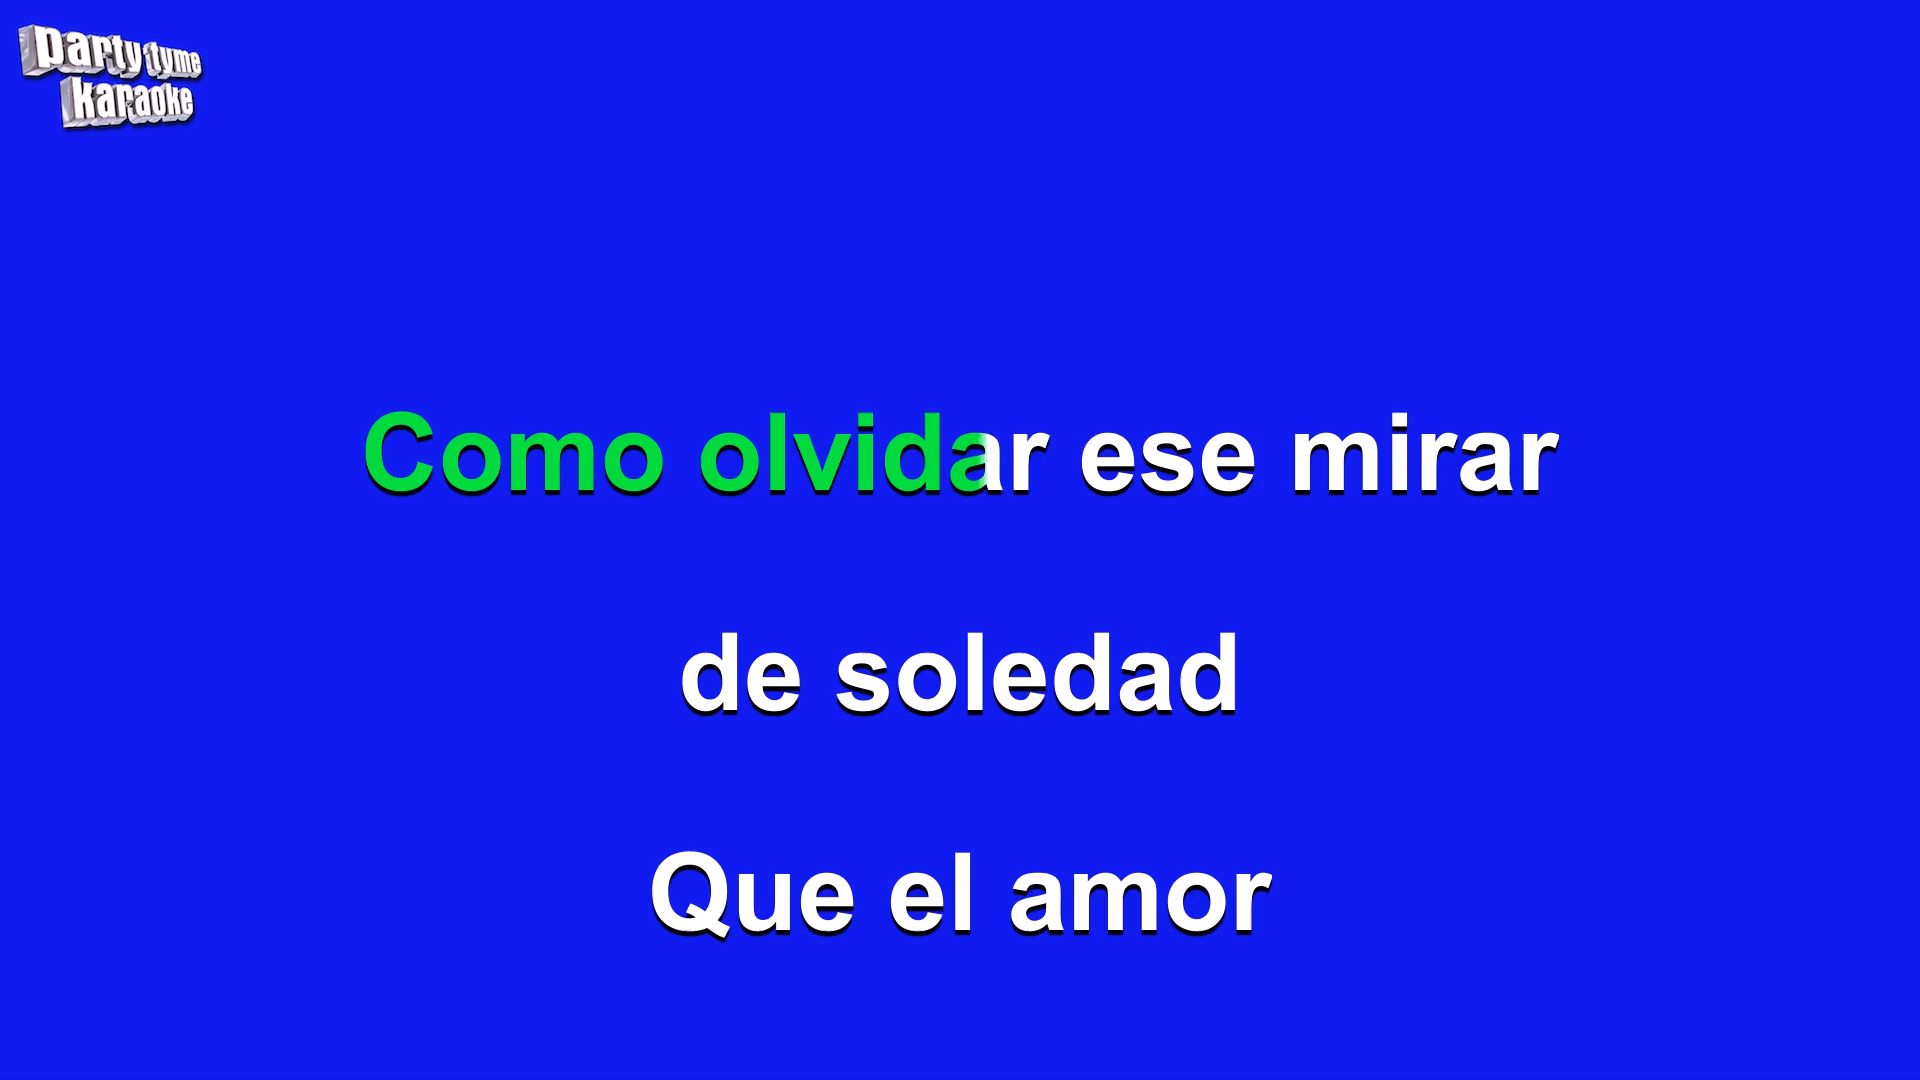 party tyme
karaoke
Como olvidar ese mirar
de soledad
Que el amor